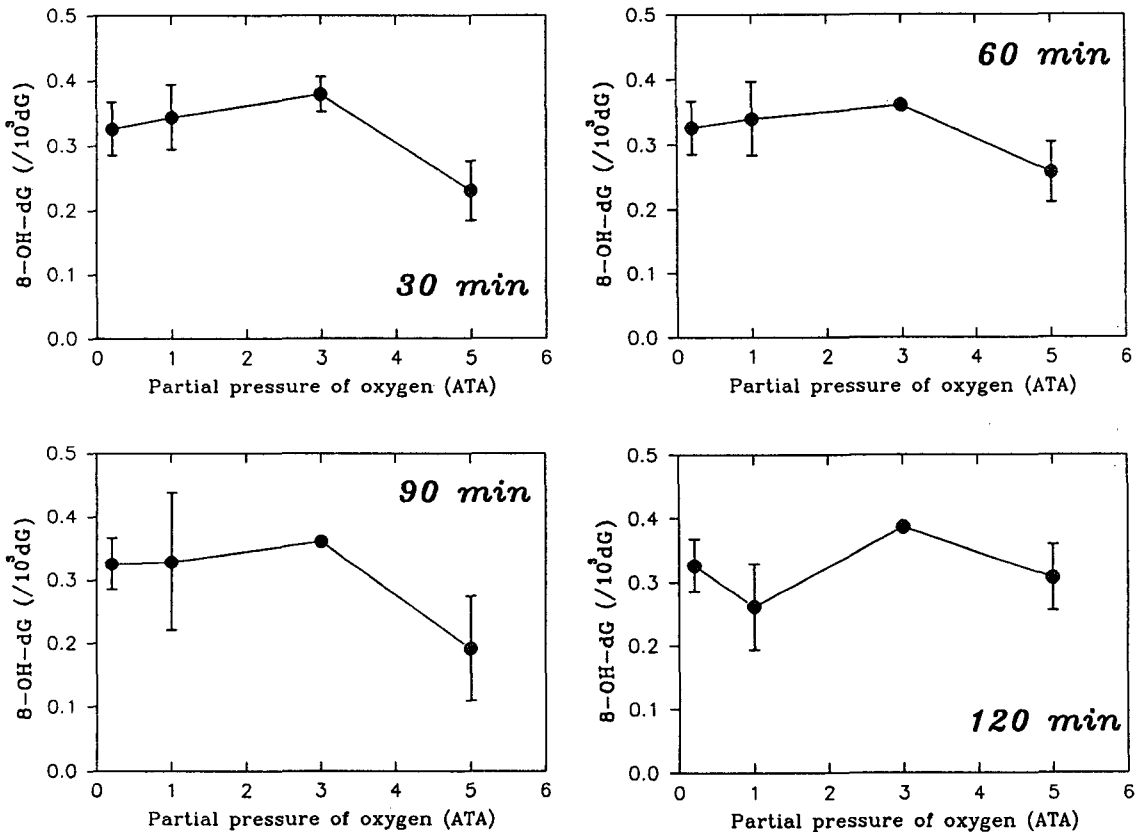 0.5
0.4
0.3
0.2
0.1
0.0
8-OH-dG (/10³dG)
30 min
0 1 2 3 4 5 6
Partial pressure of oxygen (ATA)
0.5
0.4
0.3
0.2
0.1
0.0
8-OH-dG (/10³dG)
60 min
0 1 2 3 4 5 6
Partial pressure of oxygen (ATA)
0.5
0.4
0.3
0.2
0.1
0.0
8-OH-dG (/10³dG)
90 min
0 1 2 3 4 5 6
Partial pressure of oxygen (ATA)
0.5
0.4
0.3
0.2
0.1
0.0
8-OH-dG (/10³dG)
120 min
0 1 2 3 4 5 6
Partial pressure of oxygen (ATA)